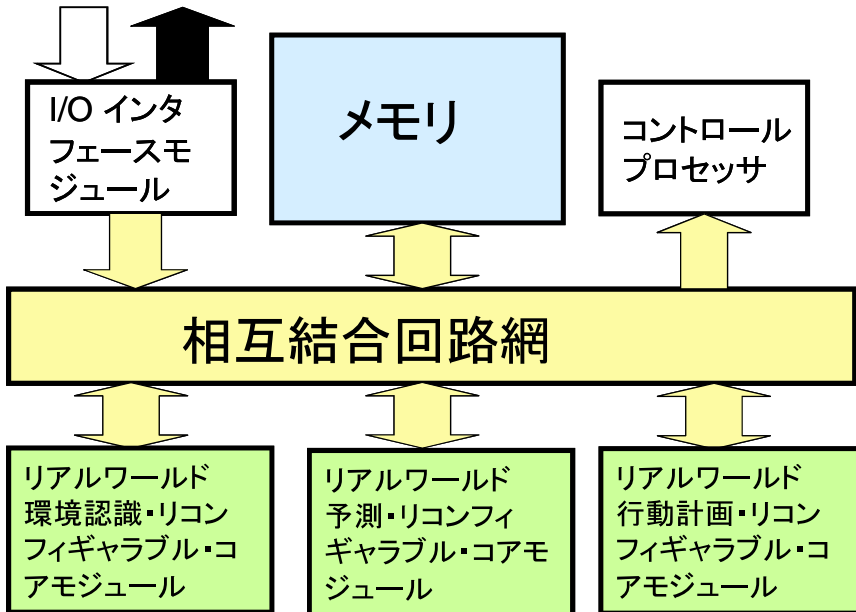 I/O インタ
フェースモ
ジュール
メモリ
コントロール
プロセッサ
相互結合回路網
リアルワールド
環境認識・リコン
フィギャラブル・コ
アモジュール
リアルワールド
予測・リコンフィ
ギャラブル・コアモ
ジュール
リアルワールド
行動計画・リコン
フィギャラブル・コ
アモジュール